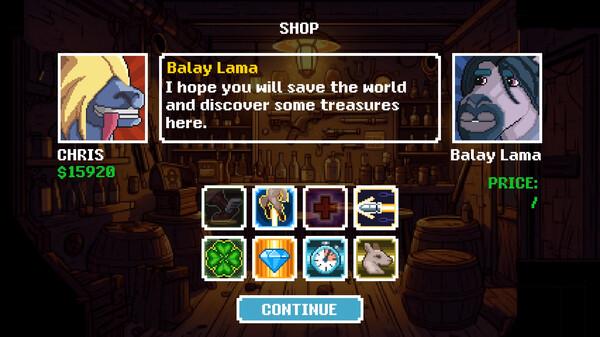 SHOP
Balay Lama
I hope you will save the world
and discover some treasures
here.
CHRIS
$15920
Balay Lama
PRICE:
/
CONTINUE